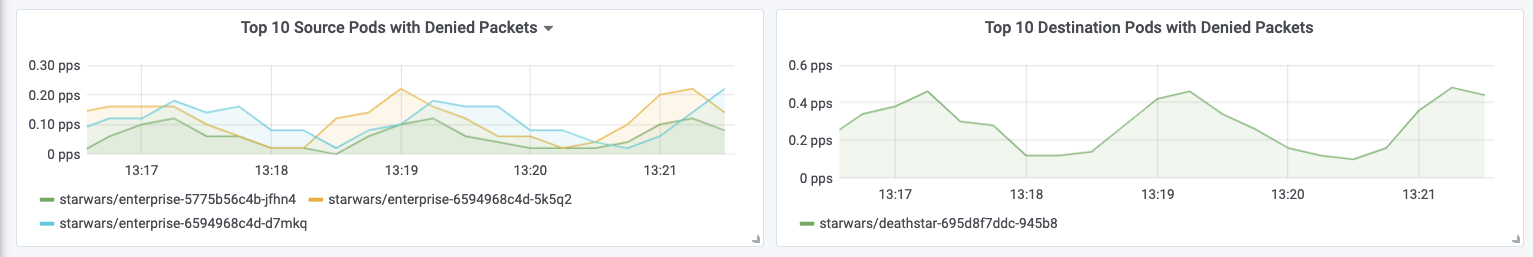 Top 10 Source Pods with Denied Packets
0.30 pps
0.20 pps
0.10 pps
0 pps
13:17 13:18 13:19 13:20 13:21
starwars/enterprise-5775b56c4b-jfhn4 starwars/enterprise-6594968c4d-5k5q2
starwars/enterprise-6594968c4d-d7mkq
Top 10 Destination Pods with Denied Packets
0.6 pps
0.4 pps
0.2 pps
0 pps
13:17 13:18 13:19 13:20 13:21
starwars/deathstar-695d8f7ddc-945b8